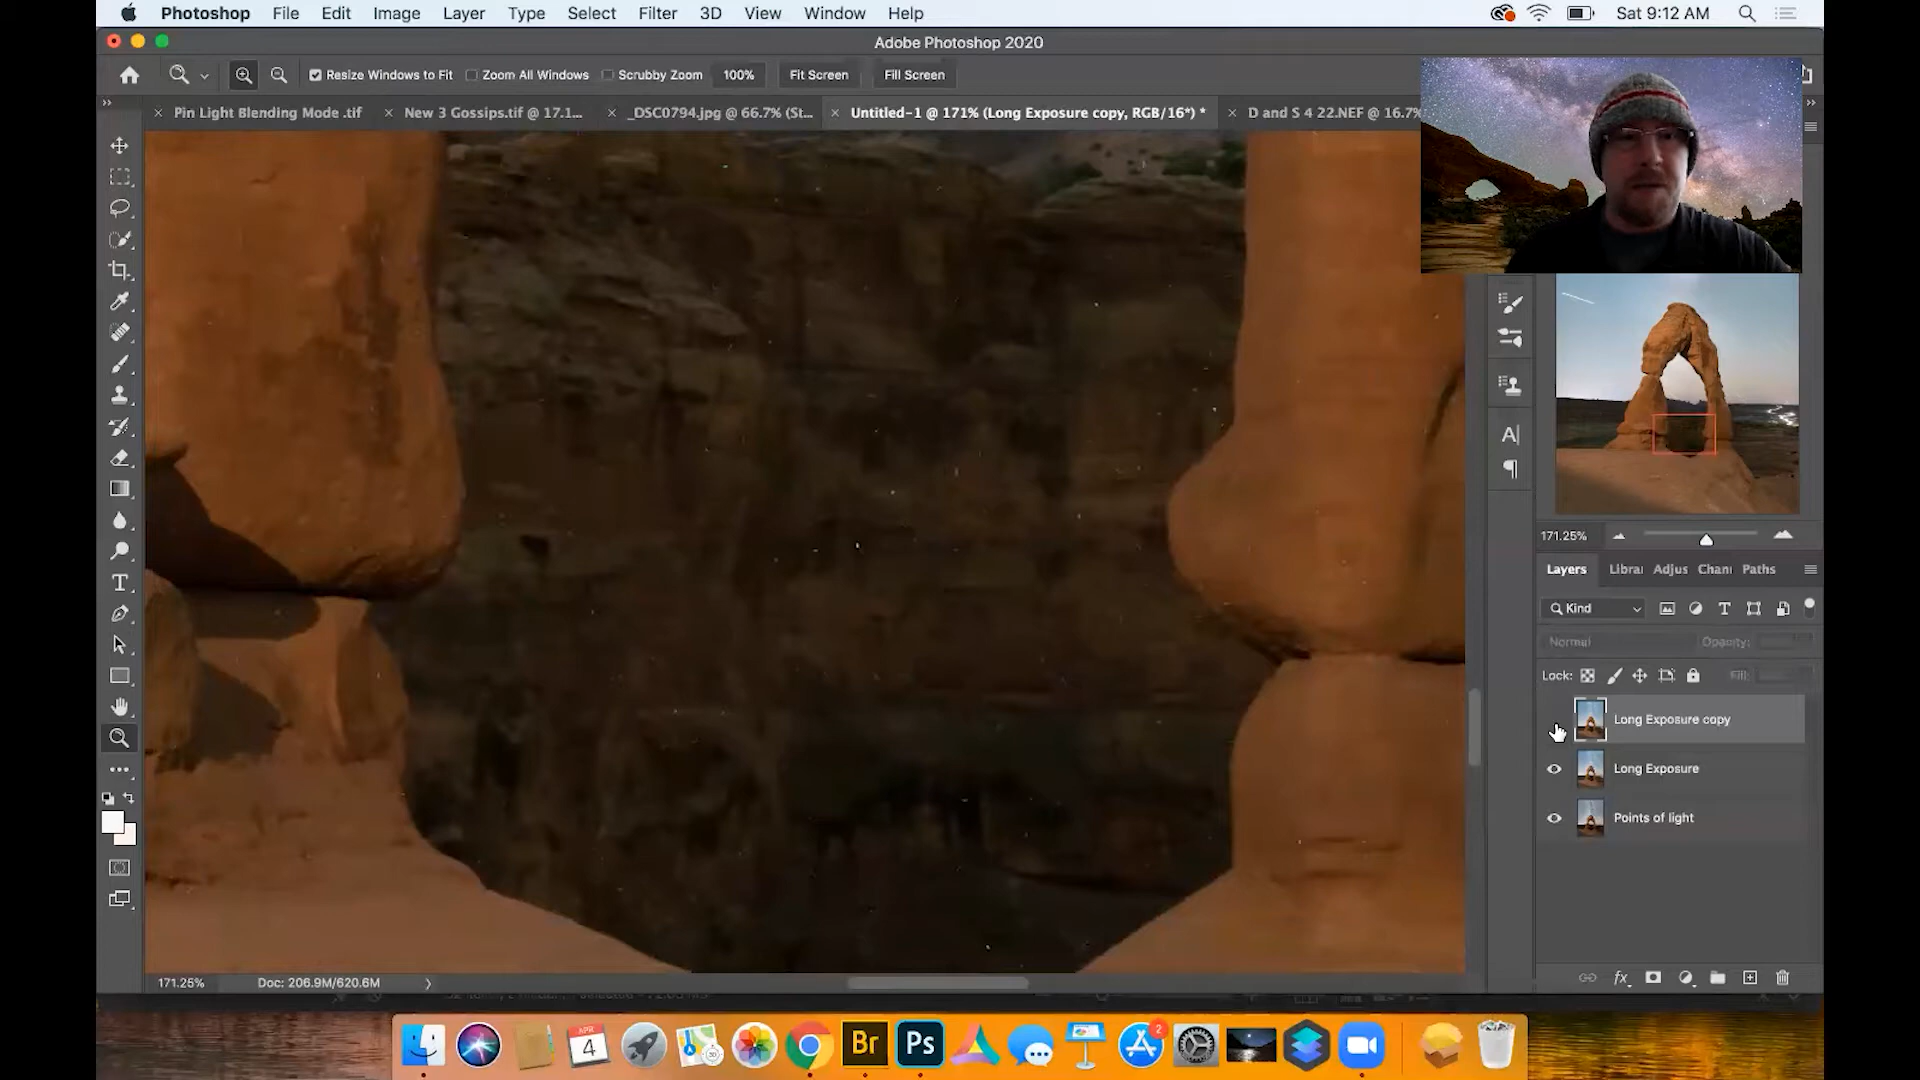 Photoshop File Edit Image Layer Type Select Filter 3D View Window Help Sat 9:12 AM
Adobe Photoshop 2020
Resize Windows to Fit Zoom All Windows Scrubby Zoom 100% Fit Screen Fill Screen
Pin Light Blending Mode .tif New 3 Gossips.tif @ 17.1... _DSC0794.jpg @ 66.7% (St... Untitled-1 @ 171% (Long Exposure copy, RGB/16*) * D and S 4 22.NEF @ 16.7%
A|
171.25%
Layers Librai Adjus Chani Paths
Kind
Normal Opacity:
Lock: Fill:
Long Exposure copy
Long Exposure
Points of light
fx
171.25% Doc: 206.9M/620.6M
APR
4
Br
Ps
2